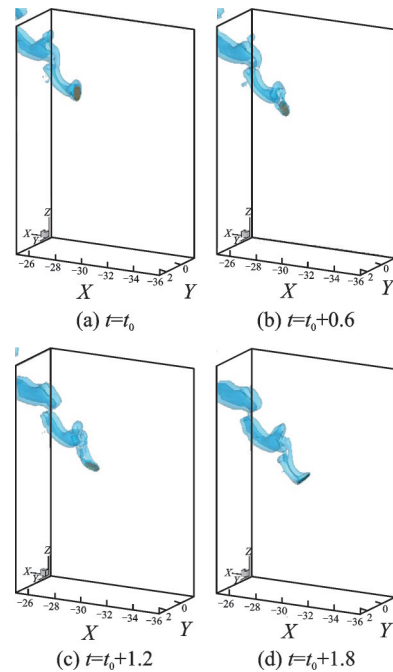 Z
X
Y
-26
-28
-30
-32
-34
-36
2
0
X
Y
(a) t=t₀
Z
X
Y
-26
-28
-30
-32
-34
-36
2
0
X
Y
(b) t=t₀+0.6
Z
X
Y
-26
-28
-30
-32
-34
-36
2
0
X
Y
(c) t=t₀+1.2
Z
X
Y
-26
-28
-30
-32
-34
-36
2
0
X
Y
(d) t=t₀+1.8